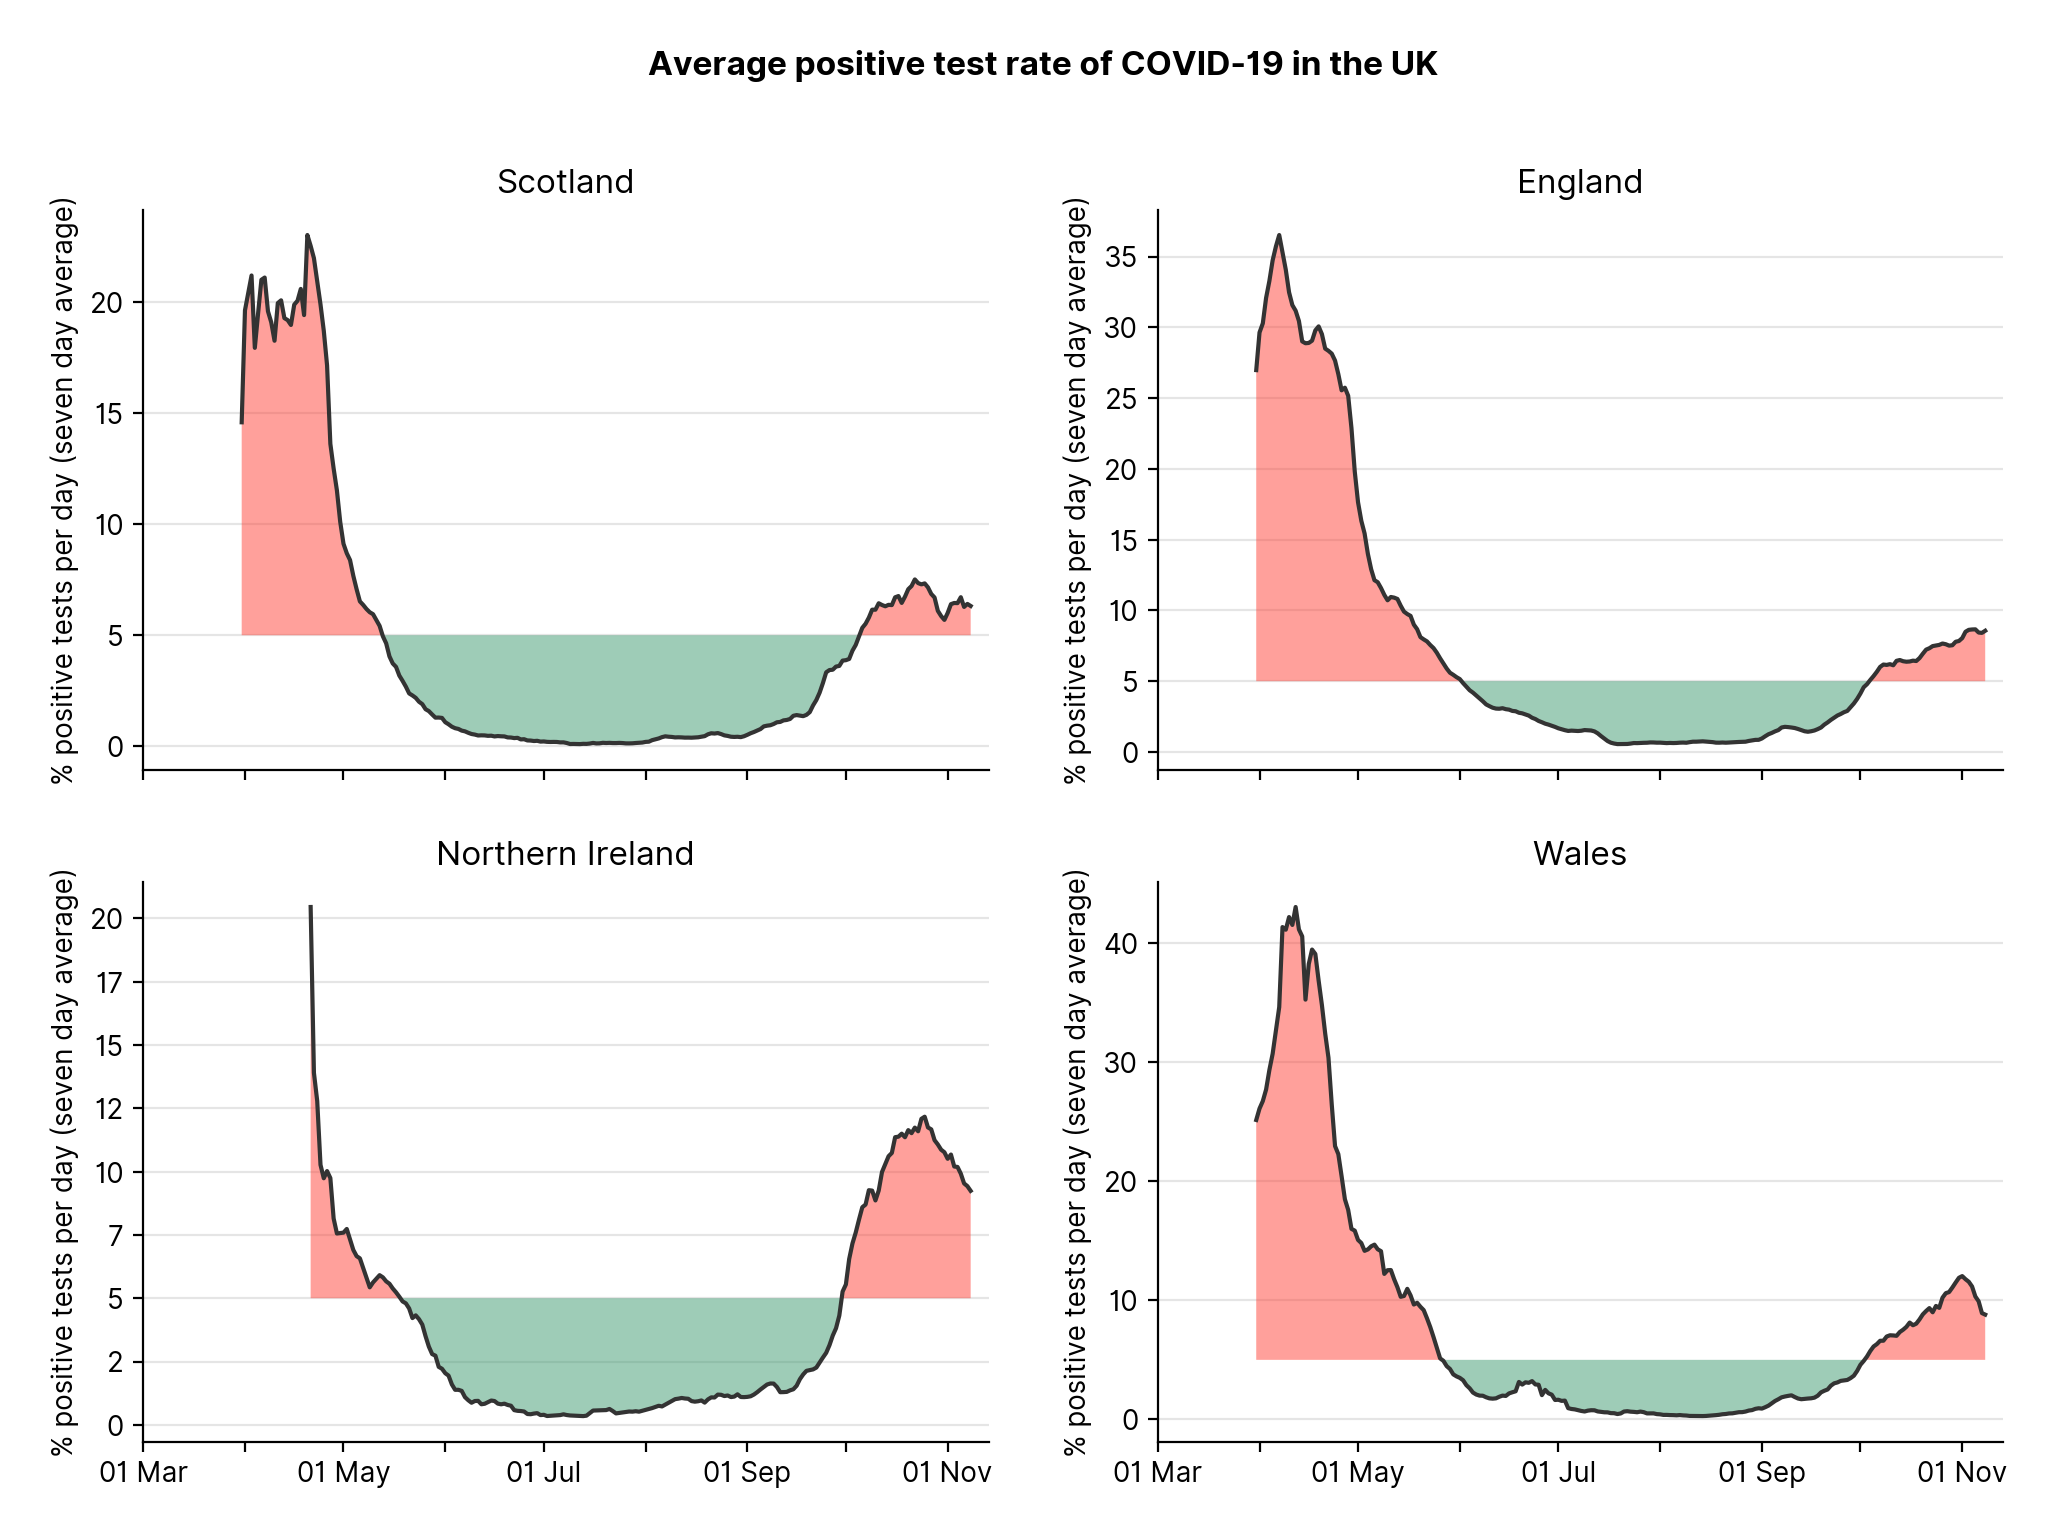 Average positive test rate of COVID-19 in the UK
Scotland
% positive tests per day (seven day average)
20
15
10
5
0
England
% positive tests per day (seven day average)
35
30
25
20
15
10
5
0
Northern Ireland
% positive tests per day (seven day average)
20
17
15
12
10
7
5
2
0
01 Mar
01 May
01 Jul
01 Sep
01 Nov
Wales
% positive tests per day (seven day average)
40
30
20
10
0
01 Mar
01 May
01 Jul
01 Sep
01 Nov